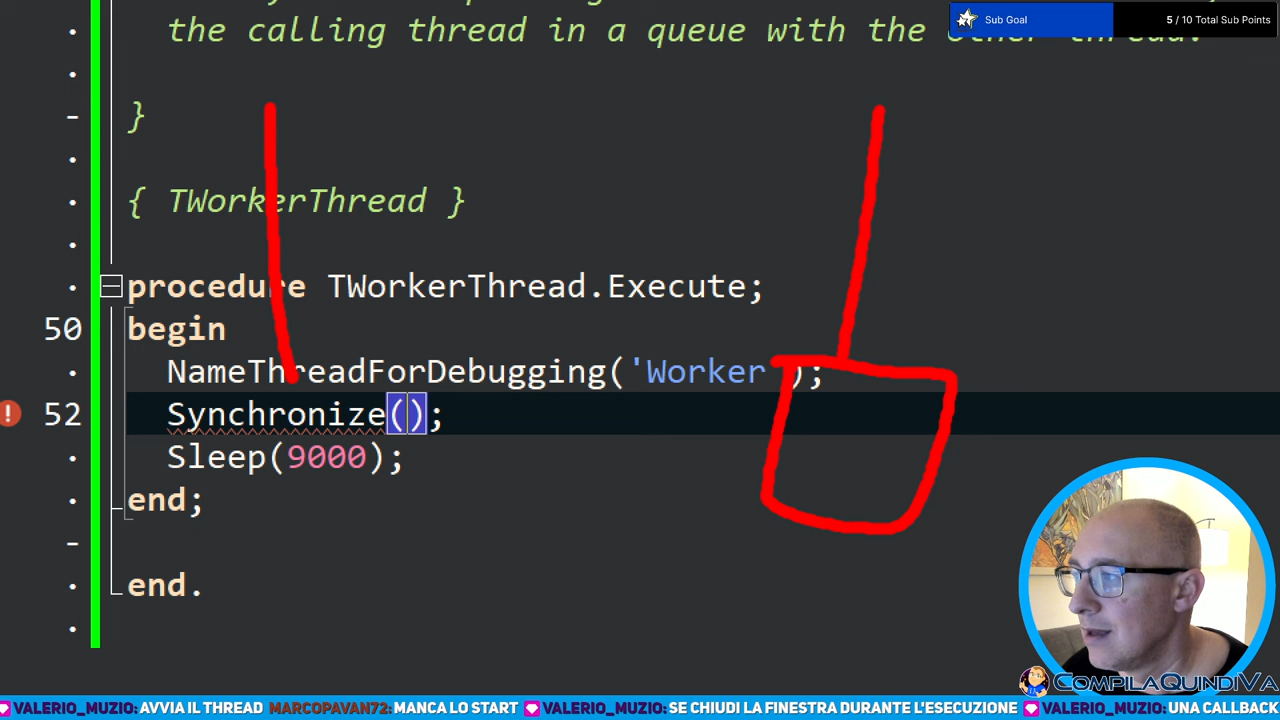 Sub Goal
5 / 10 Total Sub Points
the calling thread in a queue with the other thread.
}
{ TWorkerThread }
procedure TWorkerThread.Execute;
50 begin
NameThreadForDebugging('Worker');
52 Synchronize();
Sleep(9000);
end;
end.
COMPILAQUINDIVA
VALERIO_MUZIO: AVVIA IL THREAD MARCOPAVAN72: MANCA LO START VALERIO_MUZIO: SE CHIUDI LA FINESTRA DURANTE L'ESECUZIONE VALERIO_MUZIO: UNA CALLBACK